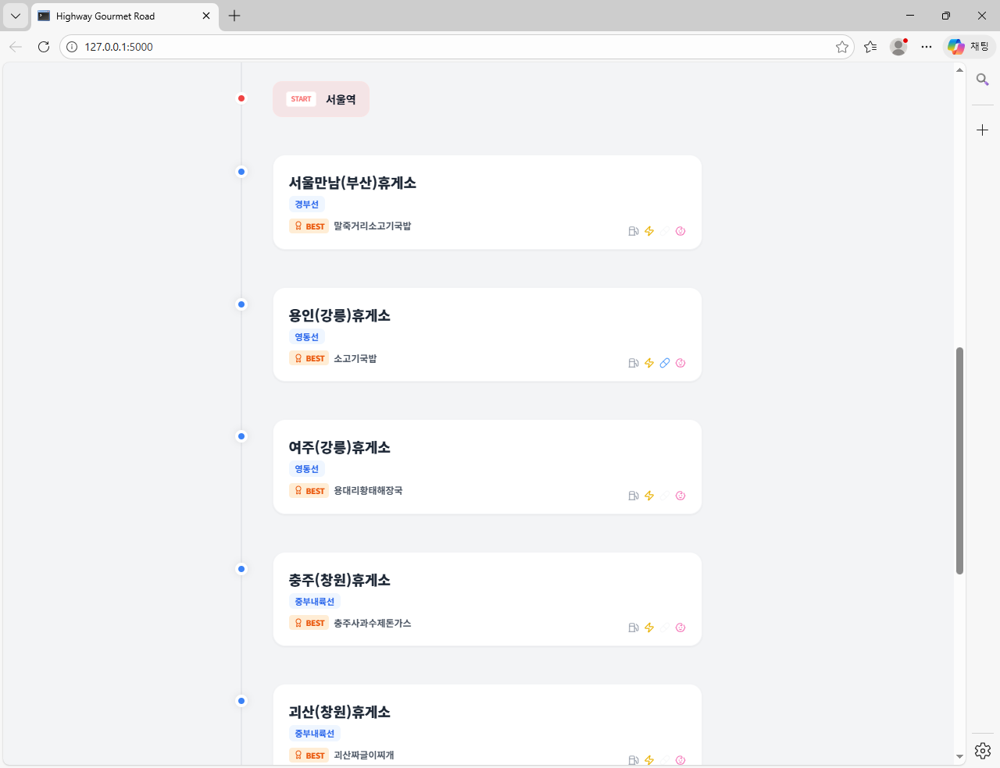 Highway Gourmet Road
127.0.0.1:5000
채팅
START 서울역
서울만남(부산)휴게소
경부선
BEST 말죽거리소고기국밥
용인(강릉)휴게소
영동선
BEST 소고기국밥
여주(강릉)휴게소
영동선
BEST 용대리황태해장국
충주(창원)휴게소
중부내륙선
BEST 충주사과수제돈가스
괴산(창원)휴게소
중부내륙선
BEST 괴산짜글이찌개